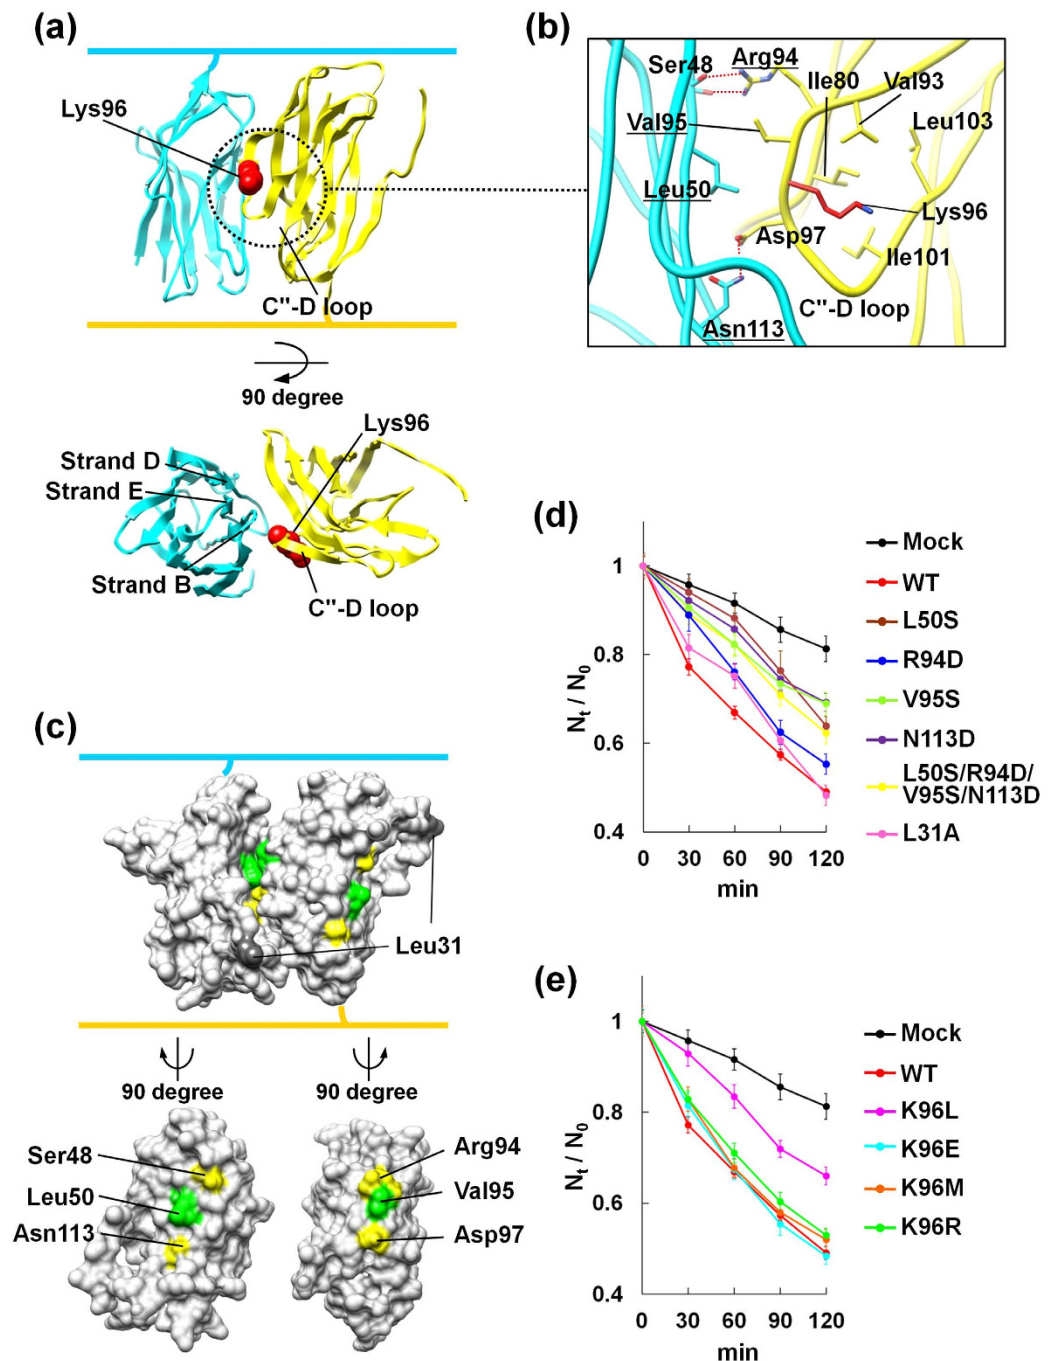 (a)
Lys96
C"-D loop
90 degree
Lys96
Strand D
Strand E
Strand B
C"-D loop
(b)
Ser48
Arg94
Ile80
Val93
Val95
Leu103
Leu50
Lys96
Asp97
Ile101
C"-D loop
Asn113
(c)
Leu31
90 degree
90 degree
Ser48
Leu50
Asn113
Arg94
Val95
Asp97
(d)
1
0.8
0.6
0.4
Nt / N0
0
30
60
90
120
min
Mock
WT
L50S
R94D
V95S
N113D
L50S/R94D/
V95S/N113D
L31A
(e)
1
0.8
0.6
0.4
Nt / N0
0
30
60
90
120
min
Mock
WT
K96L
K96E
K96M
K96R